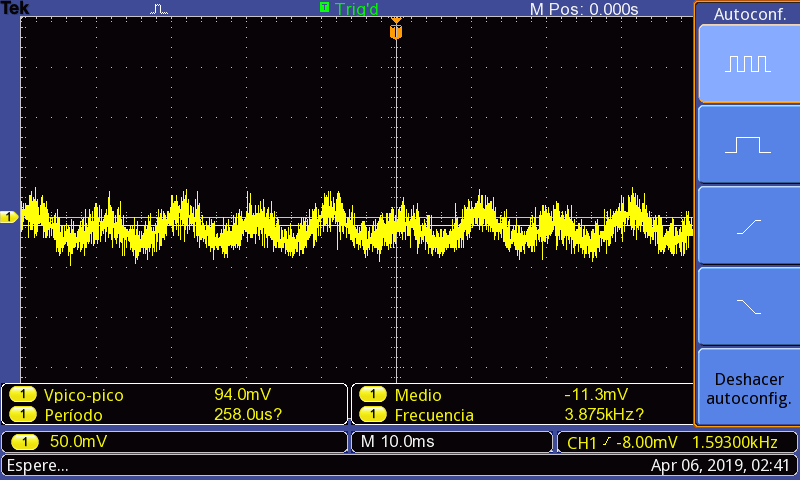 Tek T Trig'd M Pos: 0.000s
Autoconf.
T
1
Deshacer
autoconfig.
1 Vpico-pico 94.0mV
1 Período 258.0us?
1 Medio -11.3mV
1 Frecuencia 3.875kHz?
1 50.0mV M 10.0ms CH1 -8.00mV 1.59300kHz
Espere... Apr 06, 2019, 02:41